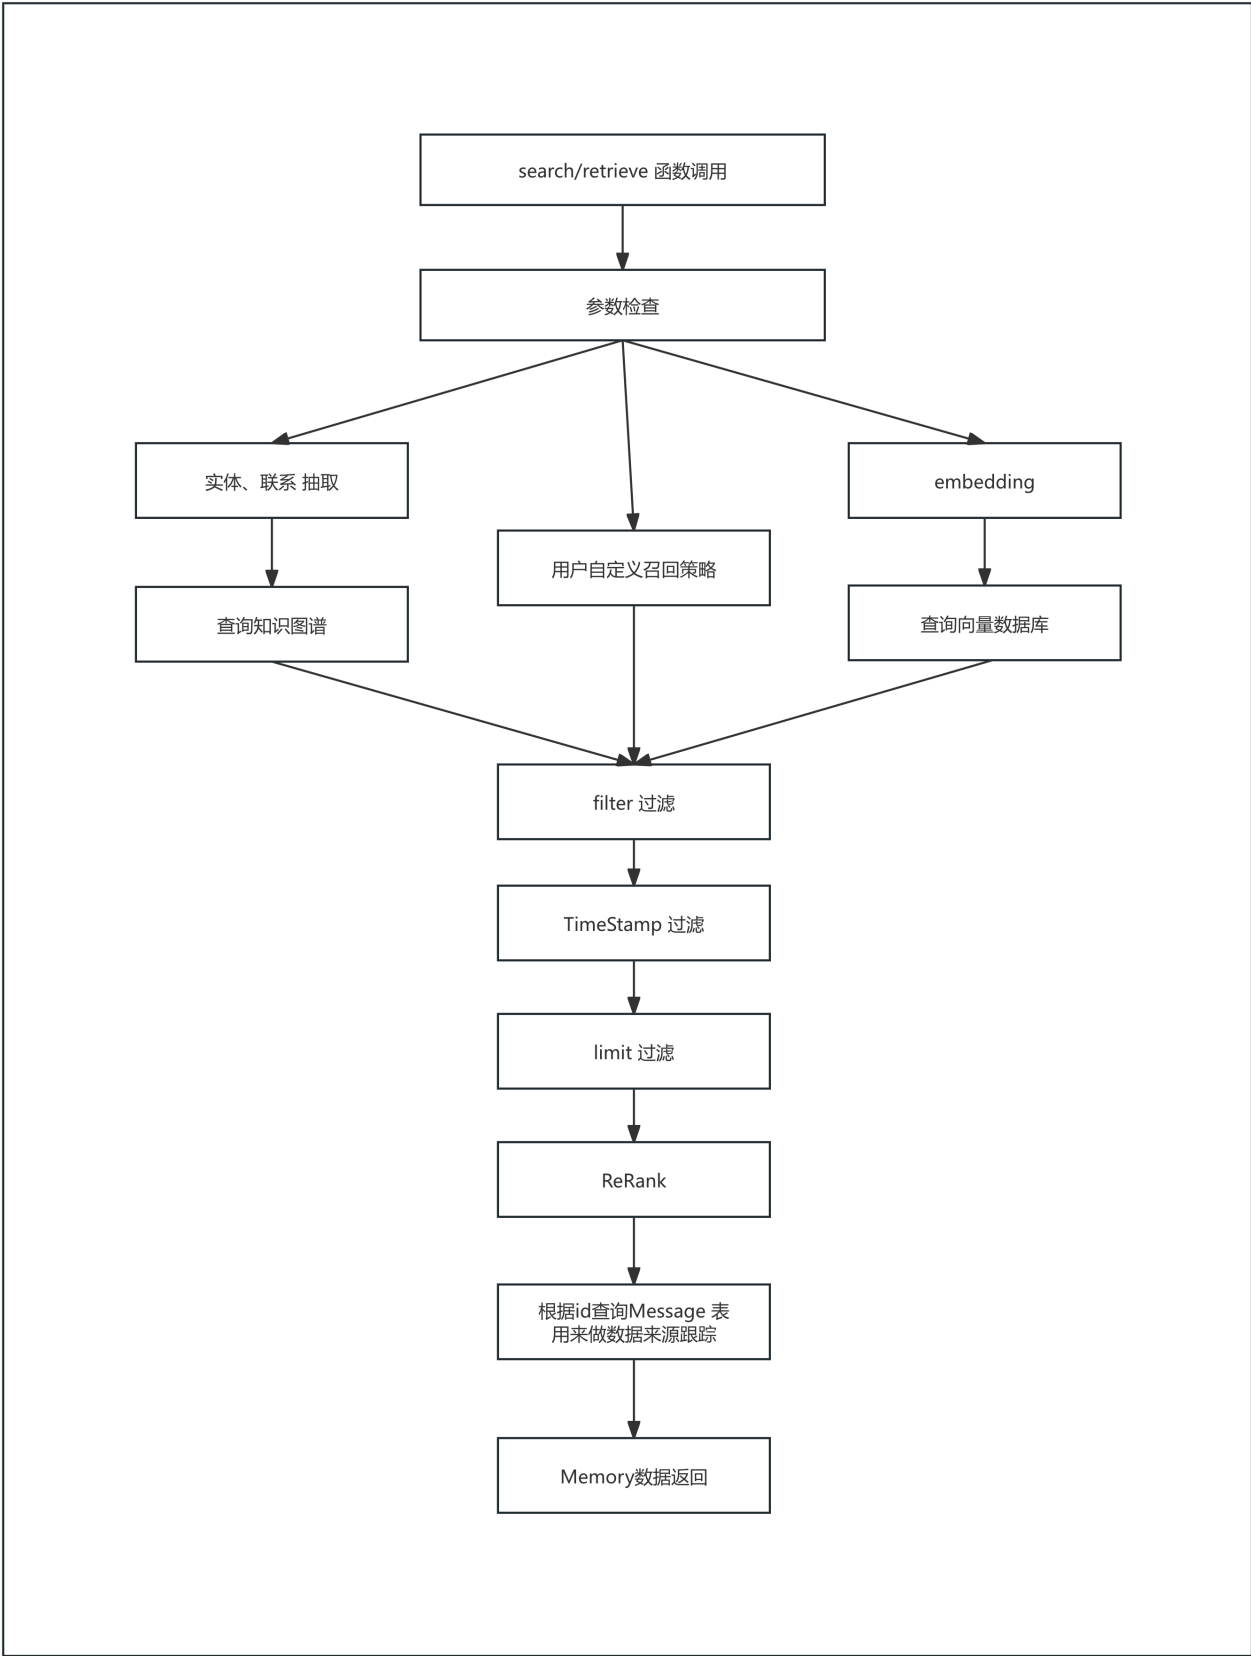 search/retrieve 函数调用
参数检查
实体、联系 抽取
embedding
用户自定义召回策略
查询知识图谱
查询向量数据库
filter 过滤
TimeStamp 过滤
limit 过滤
ReRank
根据id查询Message 表
用来做数据来源跟踪
Memory数据返回